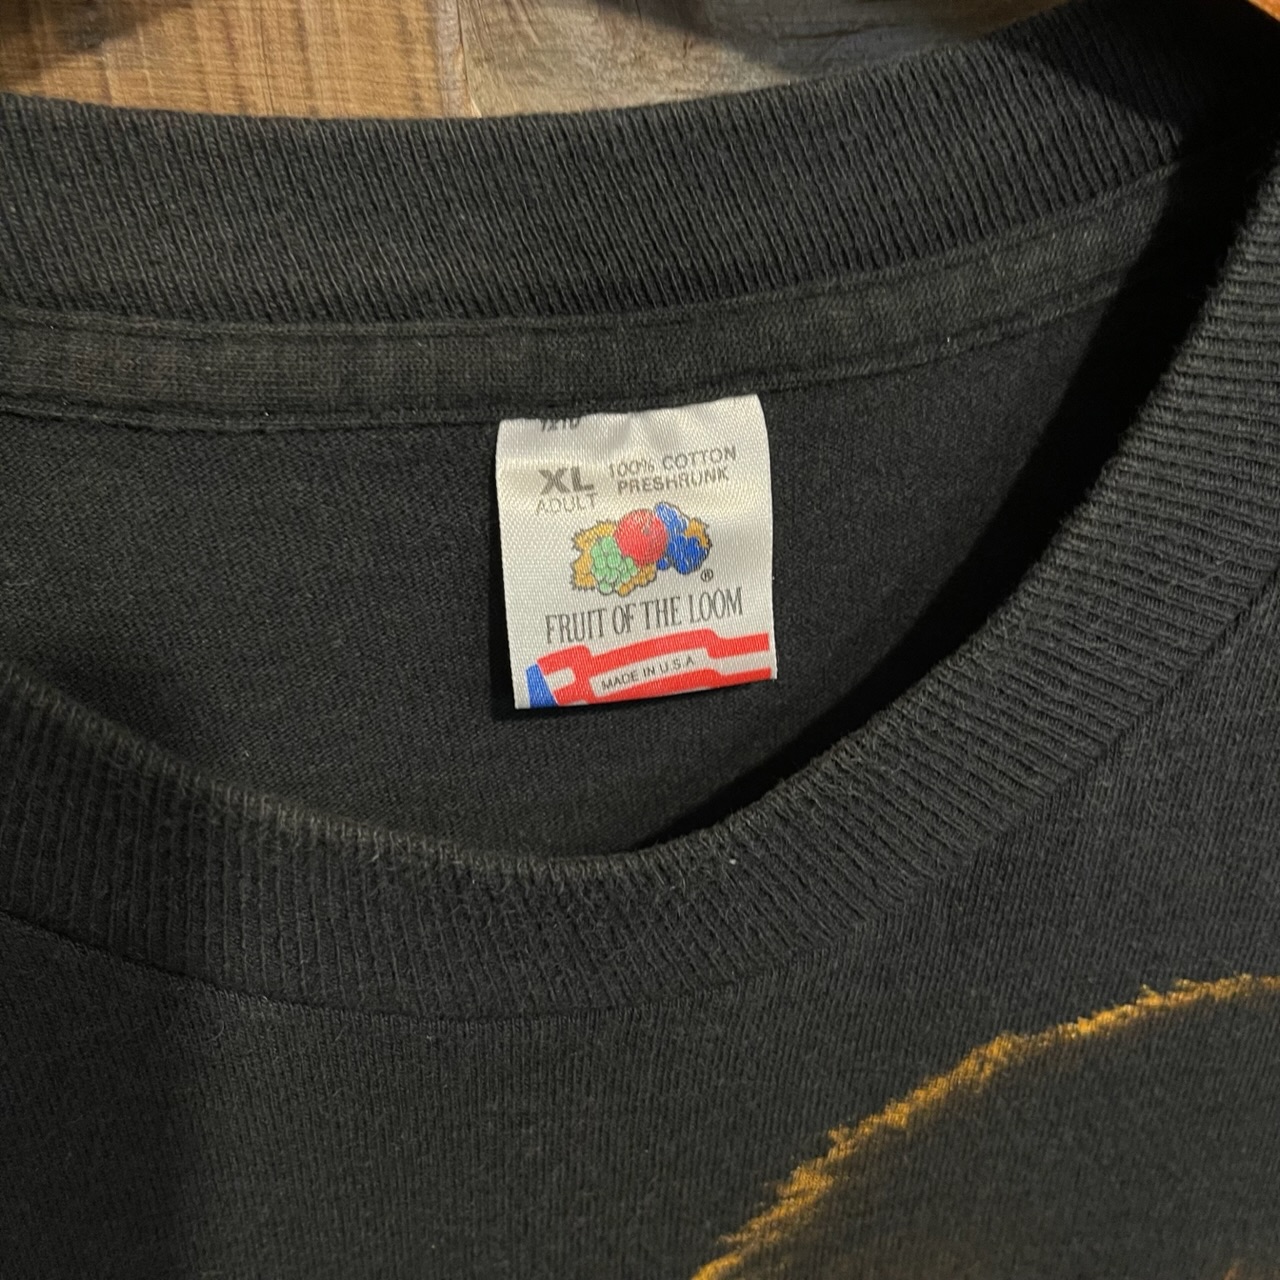 XL
ADULT
100% COTTON
PRESHRUNK
®
FRUIT OF THE LOOM
MADE IN U.S.A.